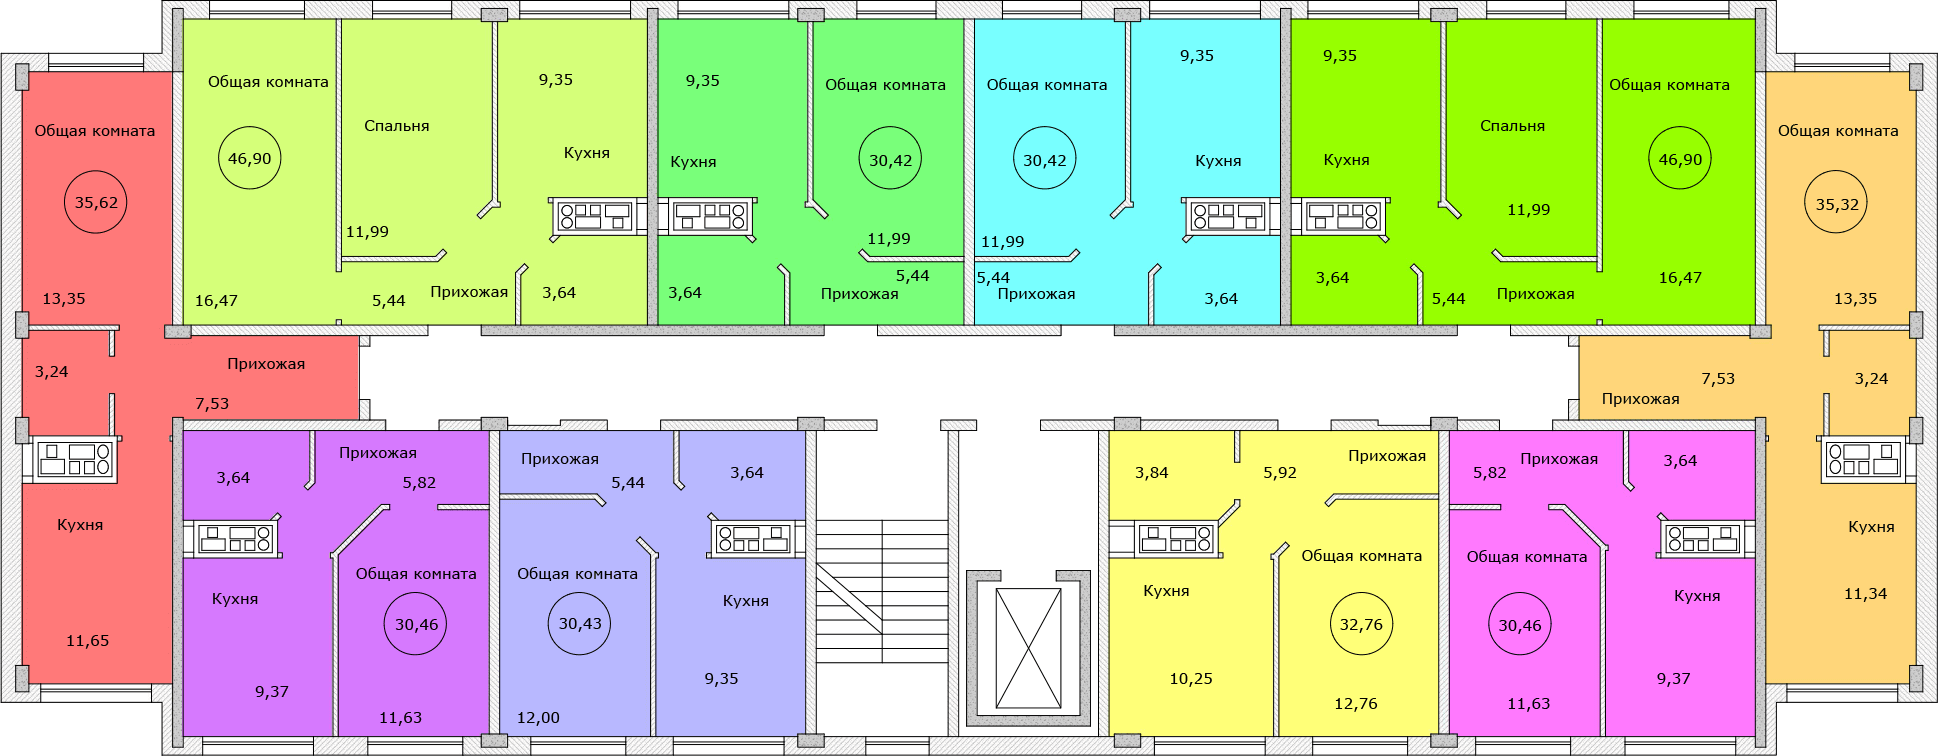 Общая комната
35,62
13,35
3,24
Прихожая
7,53
Кухня
11,65
Общая комната
46,90
16,47
Спальня
11,99
5,44
Прихожая
9,35
Кухня
3,64
9,35
Кухня
3,64
Общая комната
30,42
11,99
5,44
Прихожая
Общая комната
30,42
11,99
5,44
Прихожая
9,35
Кухня
3,64
9,35
Кухня
3,64
Спальня
11,99
5,44
Прихожая
Общая комната
46,90
16,47
Общая комната
35,32
13,35
7,53
Прихожая
3,24
Кухня
11,34
3,64
Прихожая
5,82
Кухня
9,37
Общая комната
30,46
11,63
Прихожая
5,44
3,64
Общая комната
30,43
12,00
Кухня
9,35
3,84
5,92
Прихожая
Кухня
10,25
Общая комната
32,76
12,76
5,82
Прихожая
3,64
Общая комната
30,46
11,63
Кухня
9,37